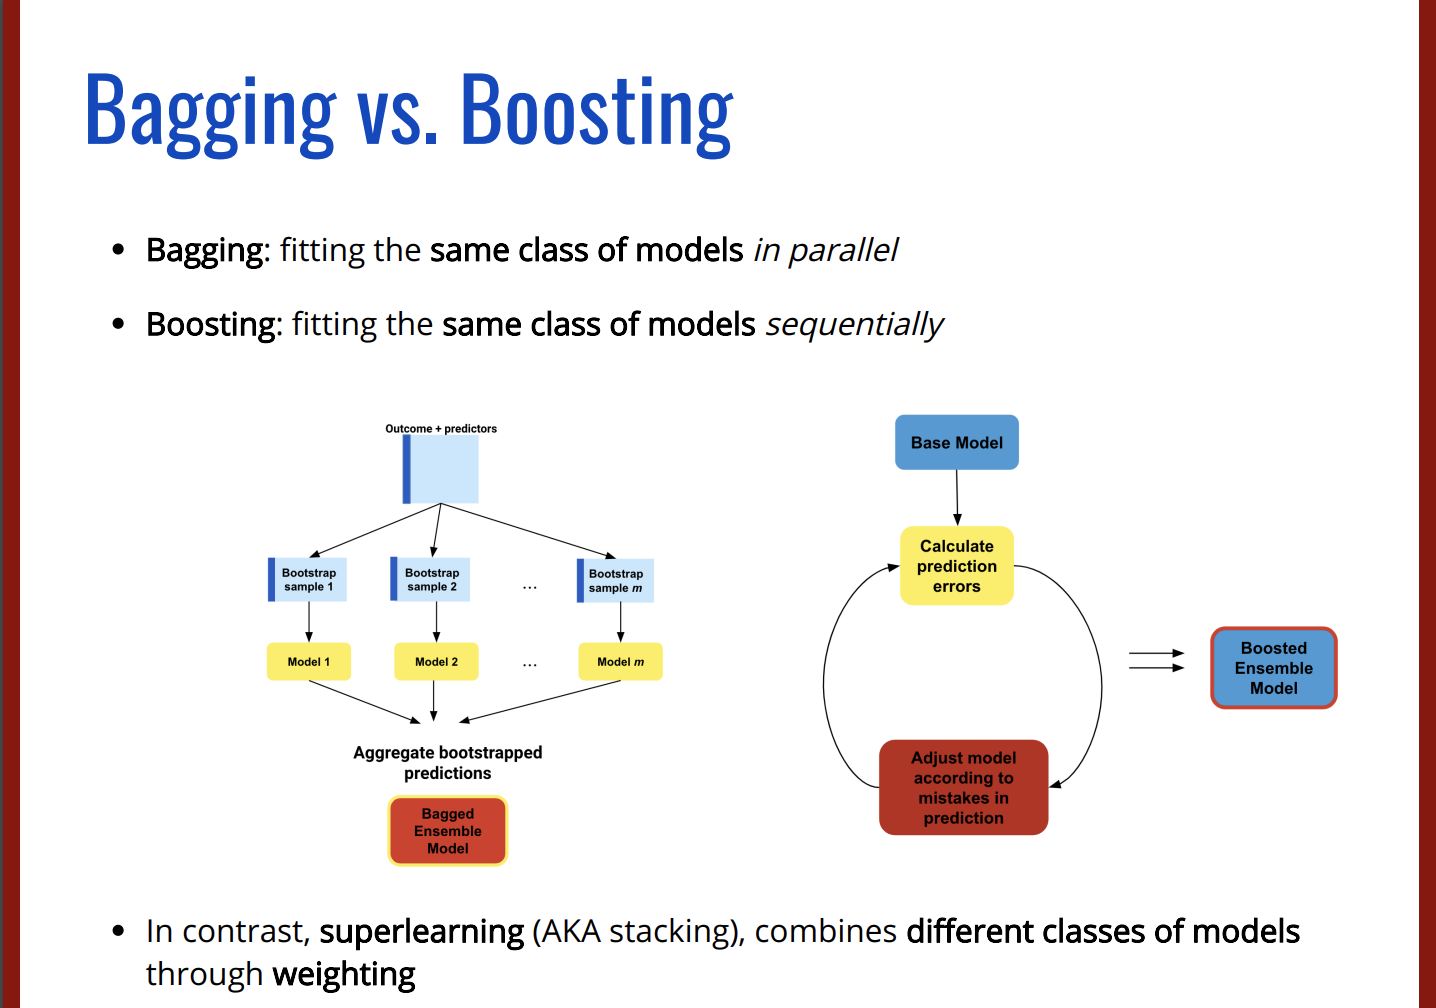 Bagging vs. Boosting
• Bagging: fitting the same class of models in parallel
• Boosting: fitting the same class of models sequentially
Outcome + predictors
Bootstrap
sample 1
Bootstrap
sample 2
...
Bootstrap
sample m
Model 1
Model 2
...
Model m
Aggregate bootstrapped
predictions
Bagged
Ensemble
Model
Base Model
Calculate
prediction
errors
Adjust model
according to
mistakes in
prediction
Boosted
Ensemble
Model
• In contrast, superlearning (AKA stacking), combines different classes of models
through weighting